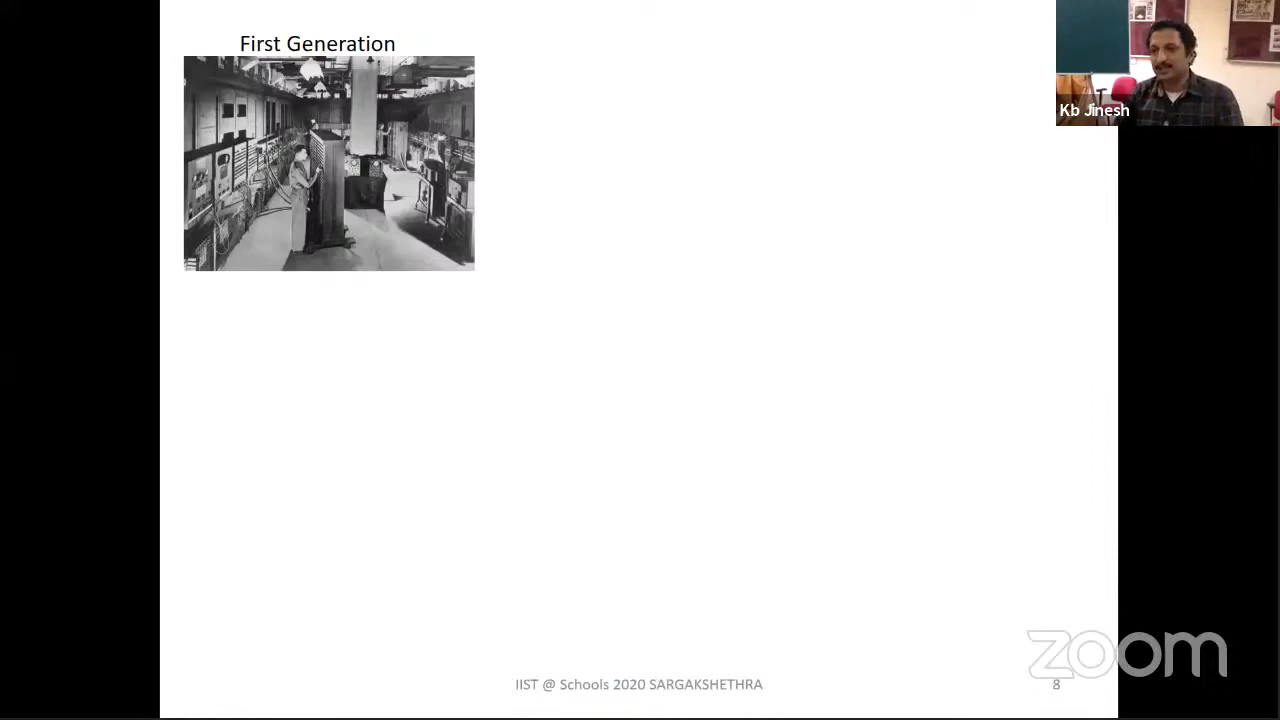 First Generation
Kb Jinesh
zoom
IIST @ Schools 2020 SARGAKSHETHRA
8